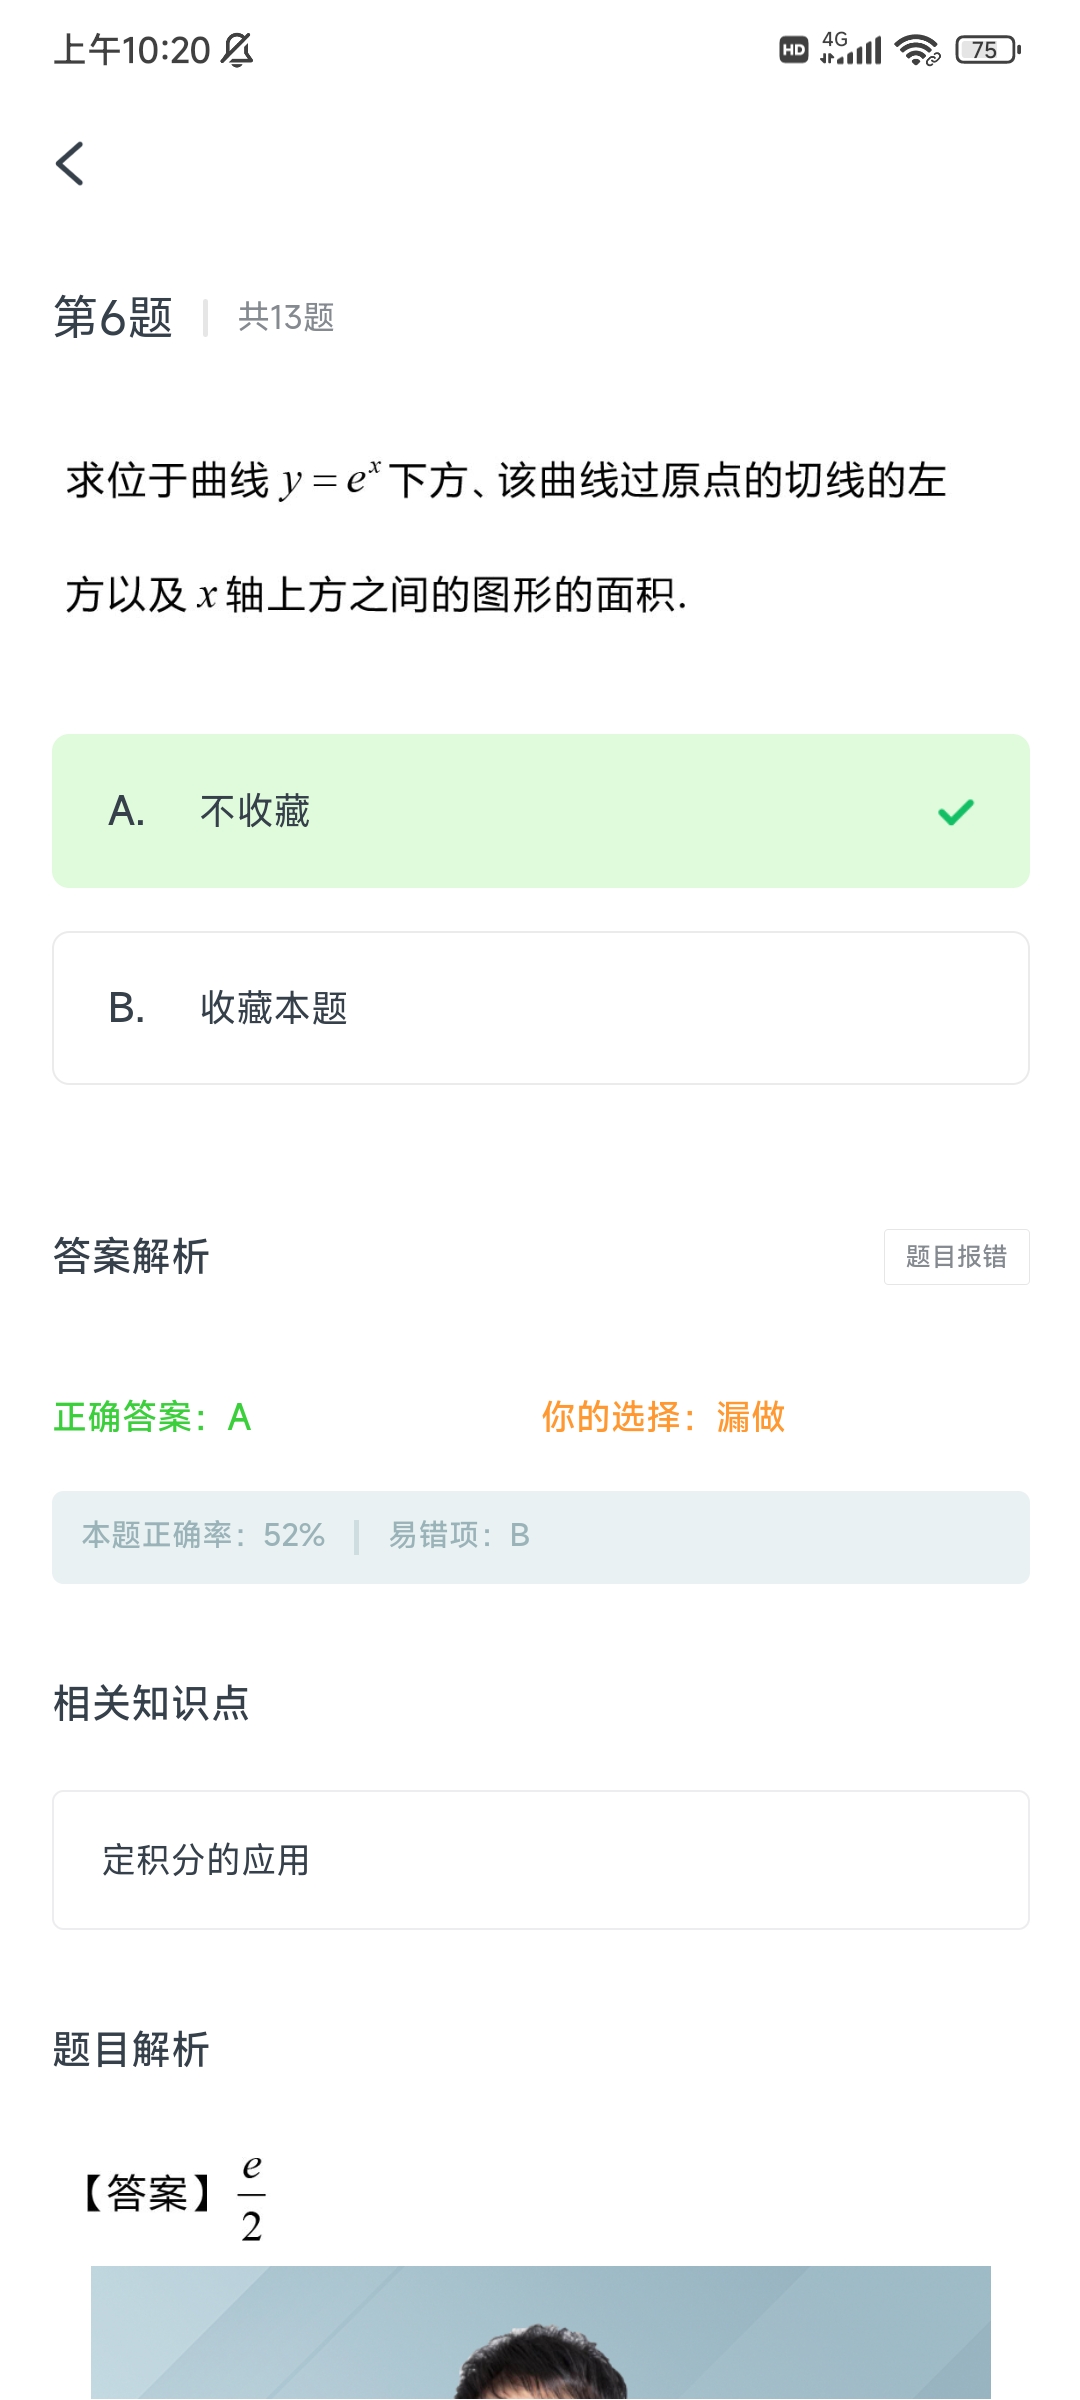 上午10:20 HD 4G 75
第6题 共13题
求位于曲线 y = e^x 下方、该曲线过原点的切线的左
方以及 x 轴上方之间的图形的面积.
A. 不收藏
B. 收藏本题
答案解析 题目报错
正确答案：A 你的选择：漏做
本题正确率：52% 易错项：B
相关知识点
定积分的应用
题目解析
【答案】 e/2